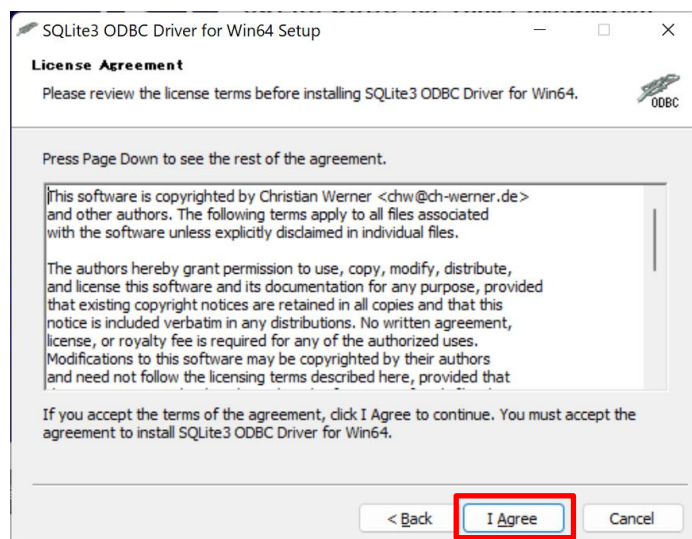 SQLite3 ODBC Driver for Win64 Setup
License Agreement
Please review the license terms before installing SQLite3 ODBC Driver for Win64.
ODBC
Press Page Down to see the rest of the agreement.
This software is copyrighted by Christian Werner <chw@ch-werner.de>
and other authors. The following terms apply to all files associated
with the software unless explicitly disclaimed in individual files.
The authors hereby grant permission to use, copy, modify, distribute,
and license this software and its documentation for any purpose, provided
that existing copyright notices are retained in all copies and that this
notice is included verbatim in any distributions. No written agreement,
license, or royalty fee is required for any of the authorized uses.
Modifications to this software may be copyrighted by their authors
and need not follow the licensing terms described here, provided that
If you accept the terms of the agreement, click I Agree to continue. You must accept the
agreement to install SQLite3 ODBC Driver for Win64.
< Back
I Agree
Cancel